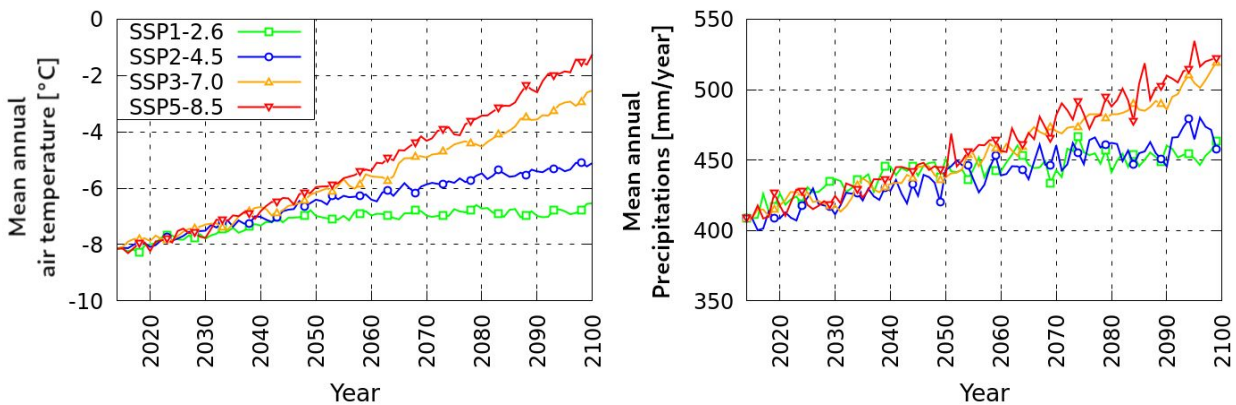 Mean annual
air temperature [°C]
0
-2
-4
-6
-8
-10
SSP1-2.6
SSP2-4.5
SSP3-7.0
SSP5-8.5
2020
2030
2040
2050
2060
2070
2080
2090
2100
Year
Mean annual
Precipitations [mm/year]
550
500
450
400
350
2020
2030
2040
2050
2060
2070
2080
2090
2100
Year